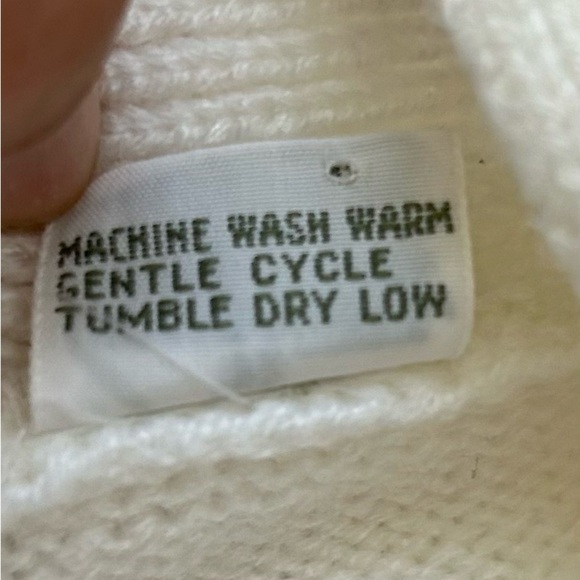 MACHINE WASH WARM
GENTLE CYCLE
TUMBLE DRY LOW